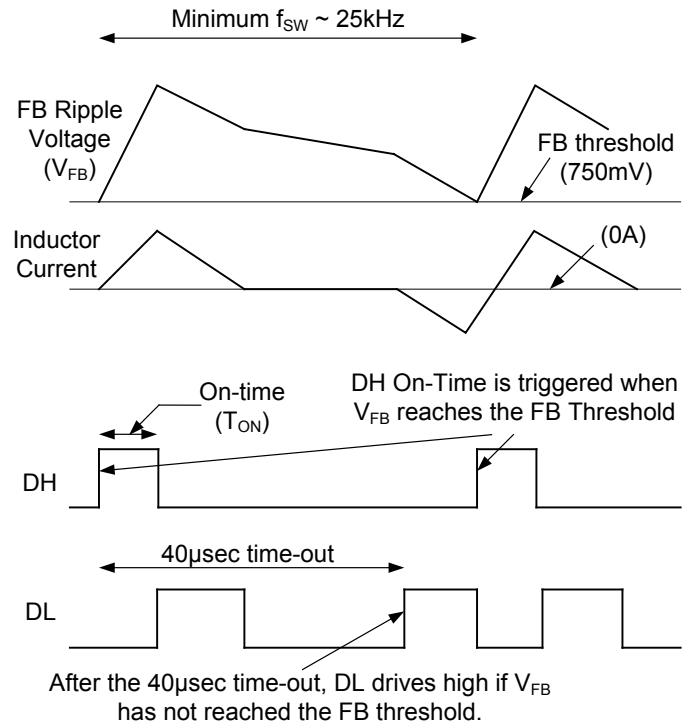 Minimum fSW ~ 25kHz
FB Ripple
Voltage
(VFB)
FB threshold
(750mV)
Inductor
Current
(0A)
On-time
(TON)
DH On-Time is triggered when
VFB reaches the FB Threshold
DH
40µsec time-out
DL
After the 40µsec time-out, DL drives high if VFB
has not reached the FB threshold.